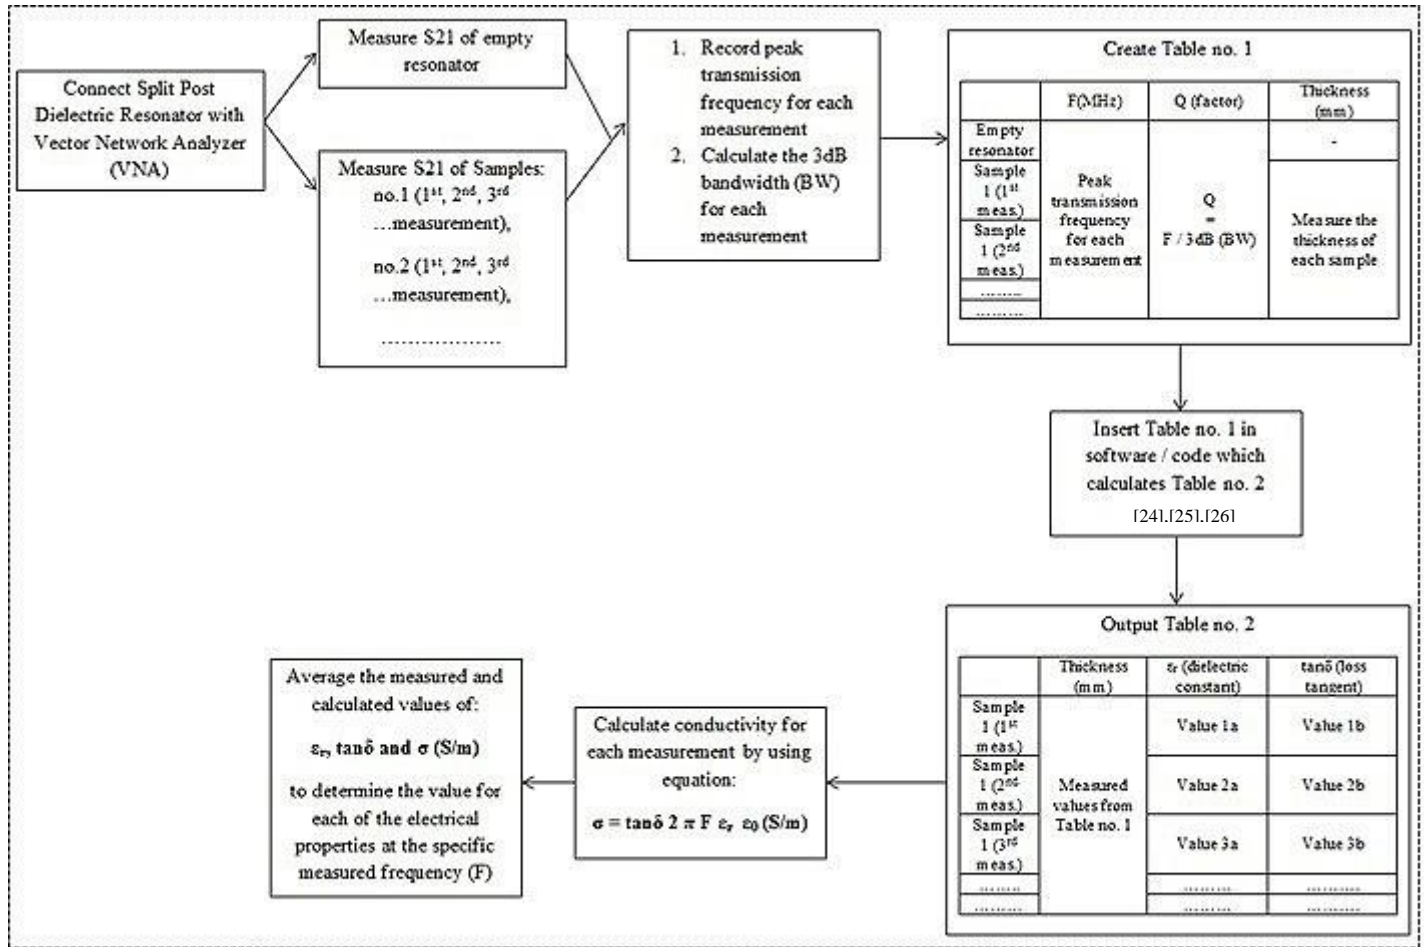 Connect Split Post
Dielectric Resonator with
Vector Network Analyzer
(VNA)
Measure S21 of empty
resonator
Measure S21 of Samples:
no.1 (1st, 2nd, 3rd
...measurement),
no.2 (1st, 2nd, 3rd
...measurement),
...................
1. Record peak
transmission
frequency for each
measurement
2. Calculate the 3dB
bandwidth (BW)
for each
measurement
Create Table no. 1
F(MHz)
Q (factor)
Thickness
(mm)
Empty
resonator
-
Sample
1 (1st
meas.)
Sample
1 (2nd
meas.)
.........
.........
Peak
transmission
frequency
for each
measurement
Q
=
F / 3dB (BW)
Measure the
thickness of
each sample
Insert Table no. 1 in
software / code which
calculates Table no. 2
[24],[25],[26]
Output Table no. 2
Thickness
(mm)
εr (dielectric
constant)
tanδ (loss
tangent)
Sample
1 (1st
meas.)
Value 1a
Value 1b
Sample
1 (2nd
meas.)
Measured
values from
Table no. 1
Value 2a
Value 2b
Sample
1 (3rd
meas.)
Value 3a
Value 3b
.........
.........
..........
.........
.........
..........
Calculate conductivity for
each measurement by using
equation:
σ = tanδ 2 π F εr ε0 (S/m)
Average the measured and
calculated values of:
εr, tanδ and σ (S/m)
to determine the value for
each of the electrical
properties at the specific
measured frequency (F)